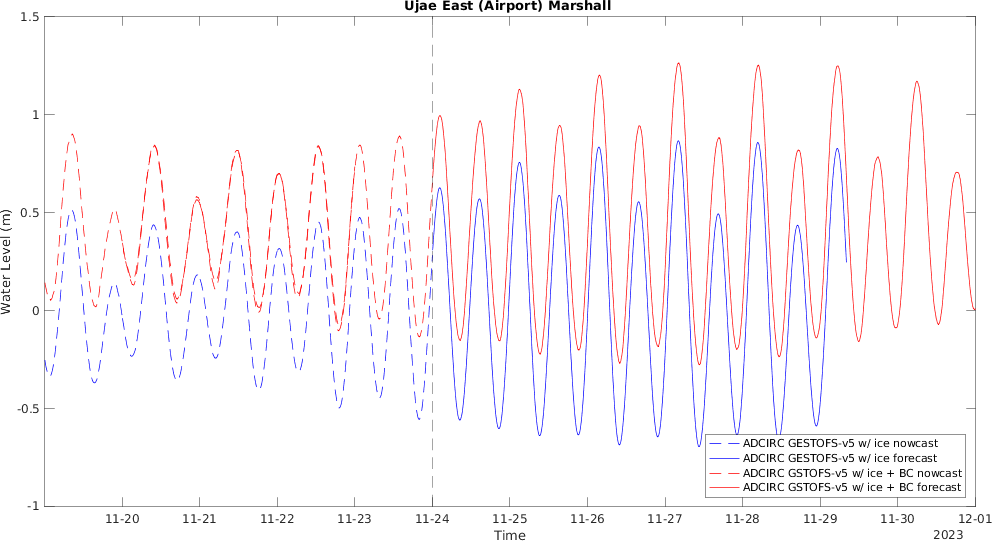 Ujae East (Airport) Marshall
1.5
1
0.5
0
-0.5
-1
Water Level (m)
11-20
11-21
11-22
11-23
11-24
11-25
11-26
11-27
11-28
11-29
11-30
12-01
Time
2023
ADCIRC GESTOFS-v5 w/ ice nowcast
ADCIRC GESTOFS-v5 w/ ice forecast
ADCIRC GSTOFS-v5 w/ ice + BC nowcast
ADCIRC GSTOFS-v5 w/ ice + BC forecast